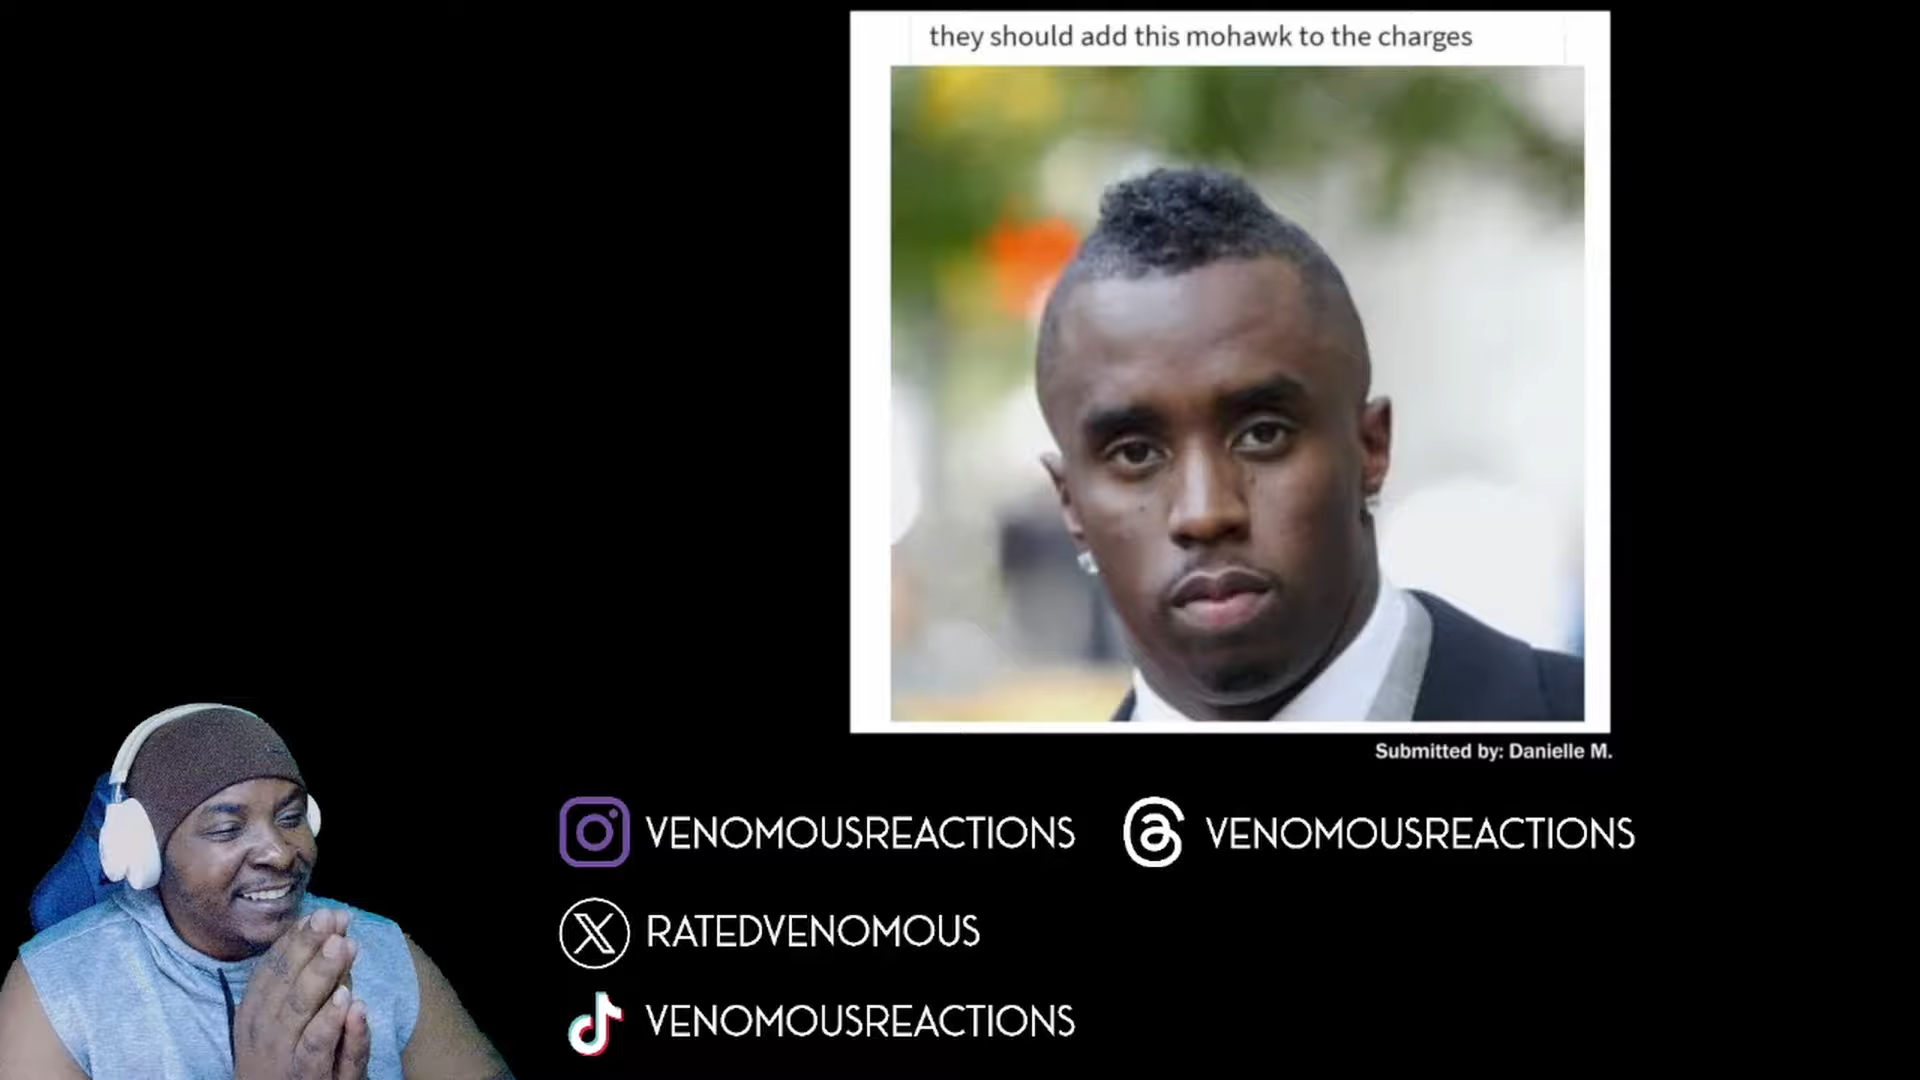 they should add this mohawk to the charges
Submitted by: Danielle M.
VENOMOUSREACTIONS
VENOMOUSREACTIONS
RATEDVENOMOUS
VENOMOUSREACTIONS